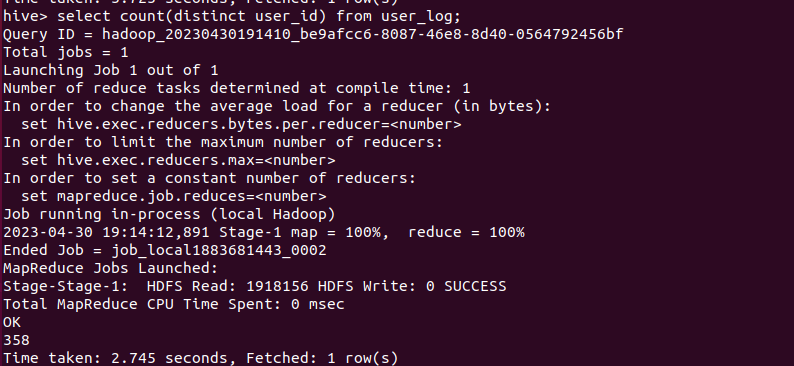 Time taken: 3.725 seconds, Fetched: 1 row(s)
hive> select count(distinct user_id) from user_log;
Query ID = hadoop_20230430191410_be9afcc6-8087-46e8-8d40-0564792456bf
Total jobs = 1
Launching Job 1 out of 1
Number of reduce tasks determined at compile time: 1
In order to change the average load for a reducer (in bytes):
  set hive.exec.reducers.bytes.per.reducer=<number>
In order to limit the maximum number of reducers:
  set hive.exec.reducers.max=<number>
In order to set a constant number of reducers:
  set mapreduce.job.reduces=<number>
Job running in-process (local Hadoop)
2023-04-30 19:14:12,891 Stage-1 map = 100%,  reduce = 100%
Ended Job = job_local1883681443_0002
MapReduce Jobs Launched:
Stage-Stage-1:  HDFS Read: 1918156 HDFS Write: 0 SUCCESS
Total MapReduce CPU Time Spent: 0 msec
OK
358
Time taken: 2.745 seconds, Fetched: 1 row(s)